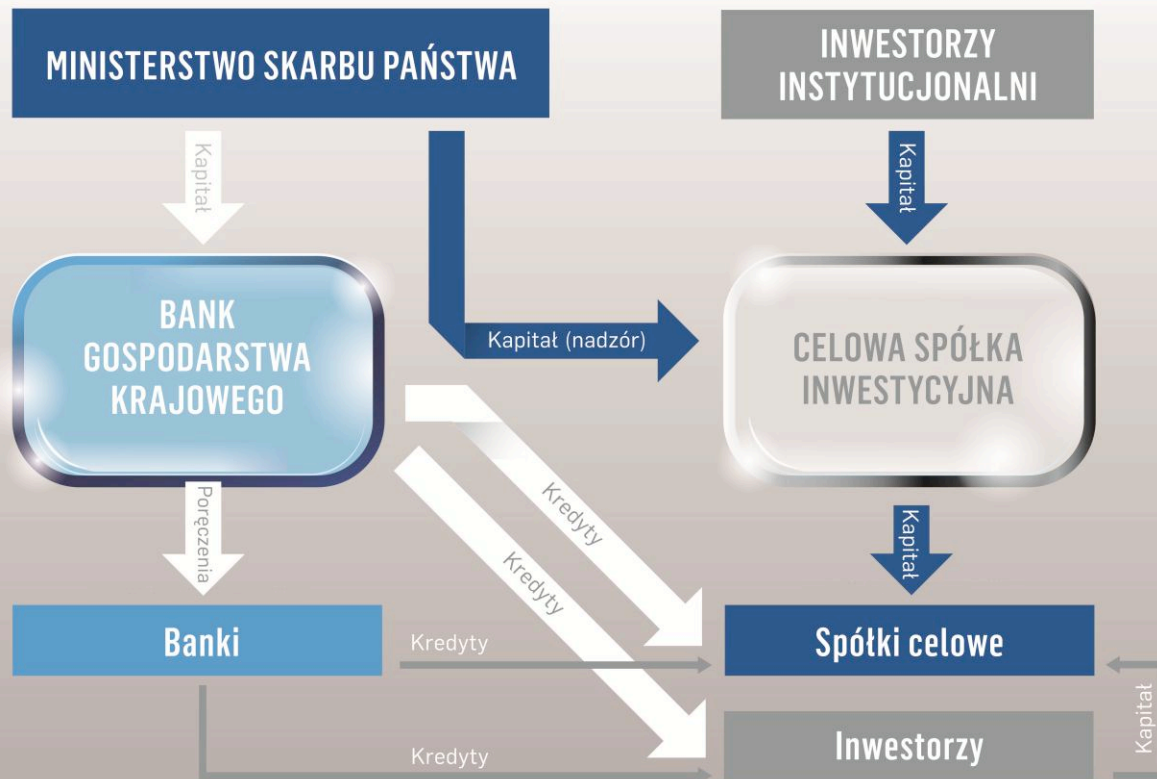 MINISTERSTWO SKARBU PAŃSTWA
INWESTORZY
INSTYTUCJONALNI
Kapitał
Kapitał
BANK
GOSPODARSTWA
KRAJOWEGO
Kapitał (nadzór)
CELOWA SPÓŁKA
INWESTYCYJNA
Poręczenia
Kredyty
Kredyty
Kapitał
Banki
Kredyty
Spółki celowe
Kredyty
Inwestorzy
Kapitał